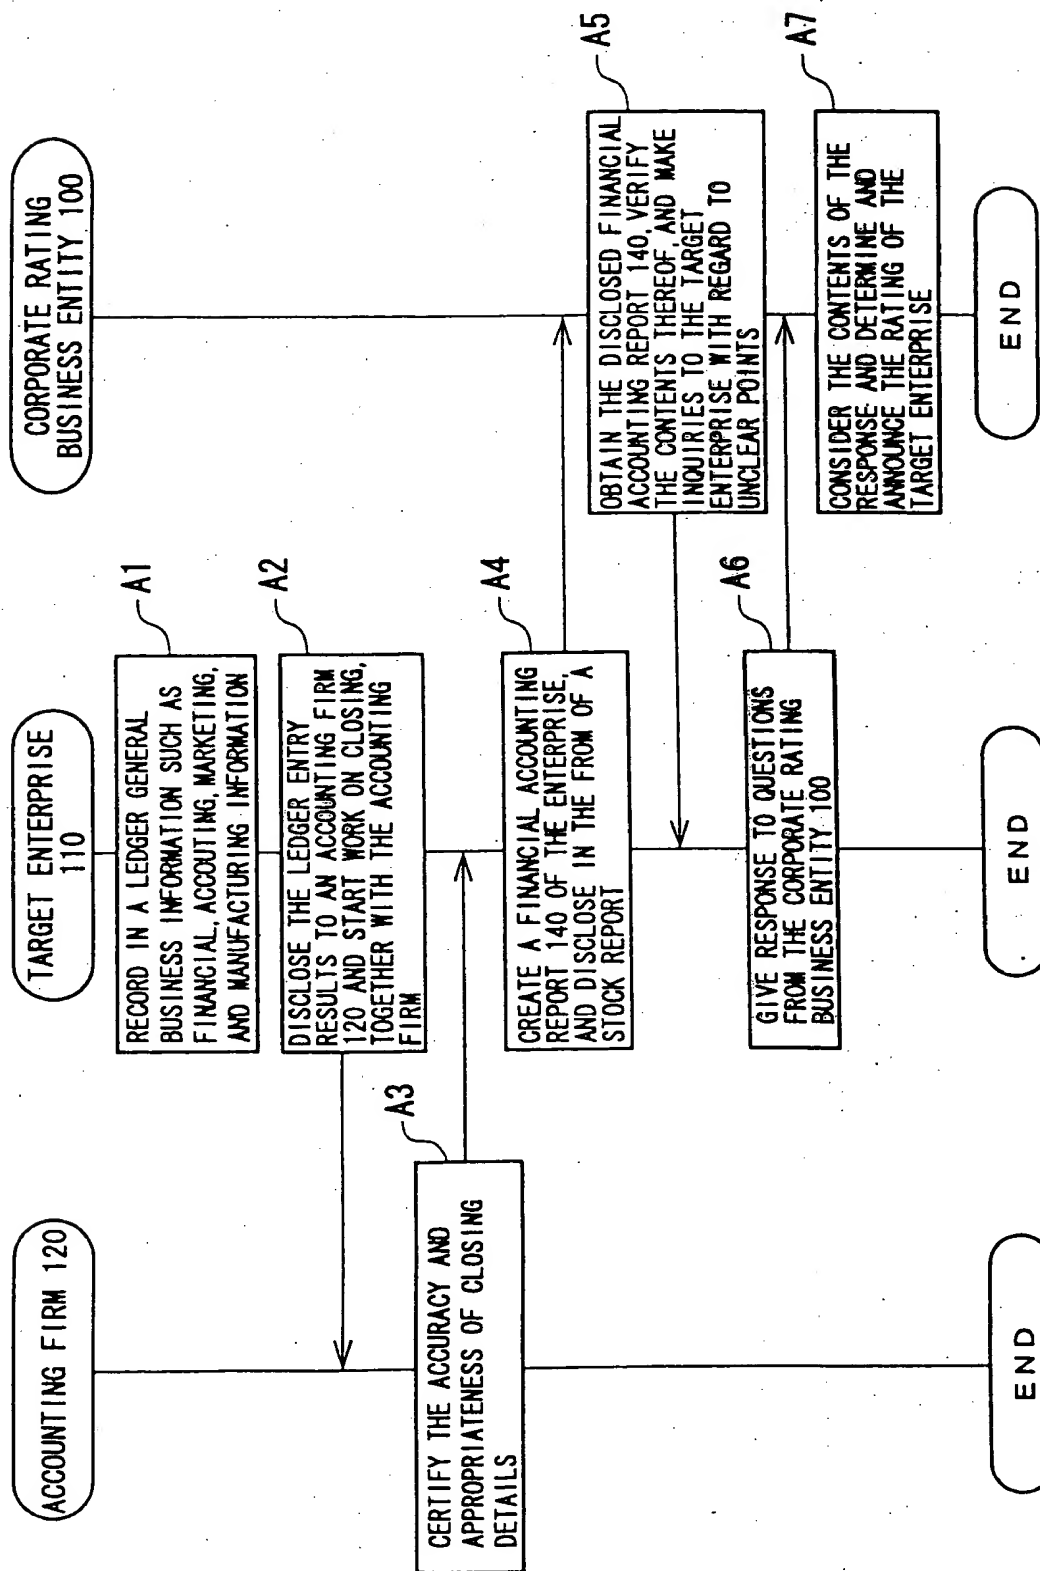 ACCOUNTING FIRM 120
TARGET ENTERPRISE
110
CORPORATE RATING
BUSINESS ENTITY 100
A1
RECORD IN A LEDGER GENERAL
BUSINESS INFORMATION SUCH AS
FINANCIAL, ACCOUTING, MARKETING,
AND MANUFACTURING INFORMATION
A2
DISCLOSE THE LEDGER ENTRY
RESULTS TO AN ACCOUNTING FIRM
120 AND START WORK ON CLOSING,
TOGETHER WITH THE ACCOUNTING
FIRM
A3
CERTIFY THE ACCURACY AND
APPROPRIATENESS OF CLOSING
DETAILS
A4
CREATE A FINANCIAL ACCOUNTING
REPORT 140 OF THE ENTERPRISE,
AND DISCLOSE IN THE FROM OF A
STOCK REPORT
A5
OBTAIN THE DISCLOSED FINANCIAL
ACCOUNTING REPORT 140, VERIFY
THE CONTENTS THEREOF, AND MAKE
INQUIRIES TO THE TARGET
ENTERPRISE WITH REGARD TO
UNCLEAR POINTS
A6
GIVE RESPONSE TO QUESTIONS
FROM THE CORPORATE RATING
BUSINESS ENTITY 100
A7
CONSIDER THE CONTENTS OF THE
RESPONSE AND DETERMINE AND
ANNOUNCE THE RATING OF THE
TARGET ENTERPRISE
END
END
END